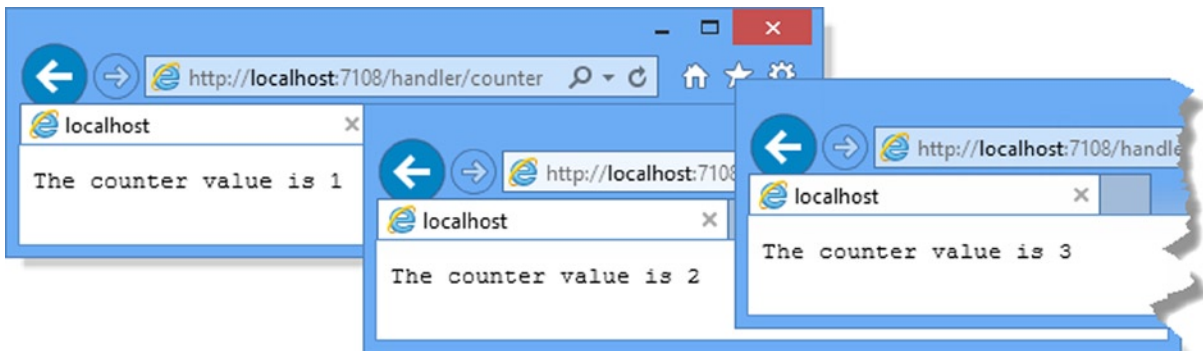 http://localhost:7108/handler/counter
localhost
The counter value is 1
http://localhost:7108
localhost
The counter value is 2
http://localhost:7108/handle
localhost
The counter value is 3